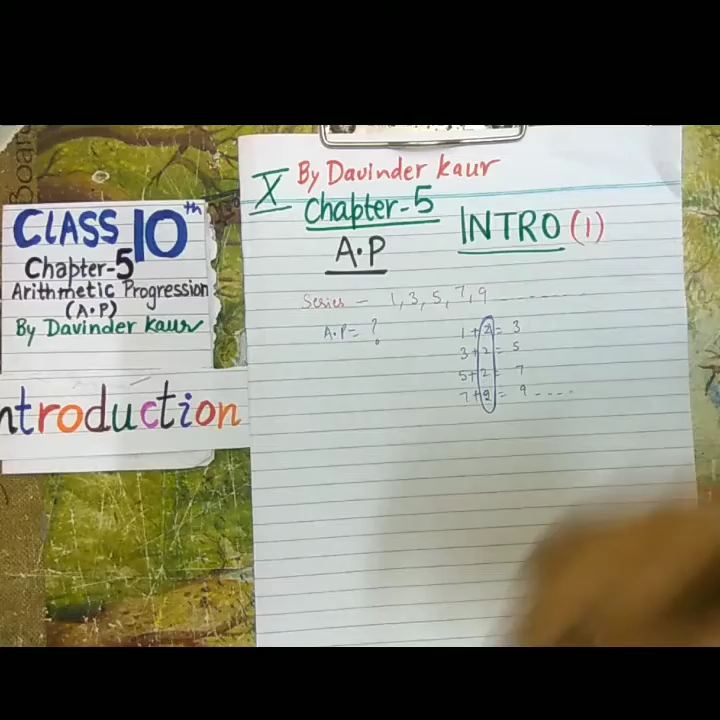 Board
CLASS 10th
Chapter-5
Arithmetic Progression
(A.P)
By Davinder Kaur
ntroduction
X By Davinder Kaur
Chapter-5
A.P
INTRO (1)
Series - 1, 3, 5, 7, 9 ........
A.P = ?
1 + 2 = 3
3 + 2 = 5
5 + 2 = 7
7 + 2 = 9 - - - -